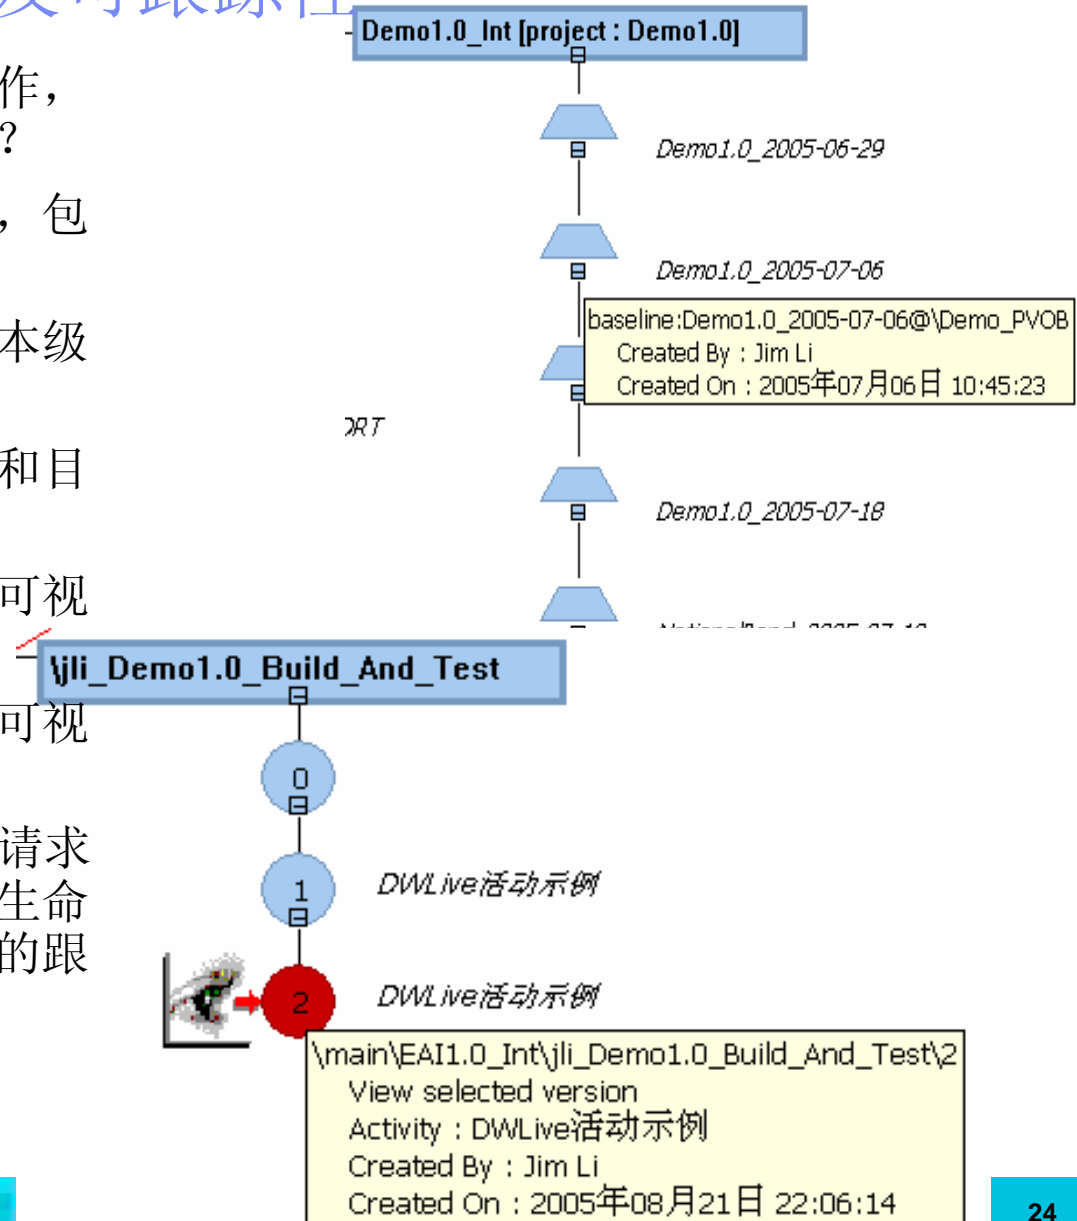 及可跟踪性
Demo1.0_Int [project : Demo1.0]
作，
？
Demo1.0_2005-06-29
，包
Demo1.0_2005-07-06
baseline:Demo1.0_2005-07-06@\Demo_PVOB
Created By : Jim Li
Created On : 2005年07月06日 10:45:23
本级
ORT
和目
Demo1.0_2005-07-18
可视
\jli_Demo1.0_Build_And_Test
可视
0
请求
1
DWLive活动示例
生命
的跟
2
DWLive活动示例
\main\EAI1.0_Int\jli_Demo1.0_Build_And_Test\2
View selected version
Activity : DWLive活动示例
Created By : Jim Li
Created On : 2005年08月21日 22:06:14
24